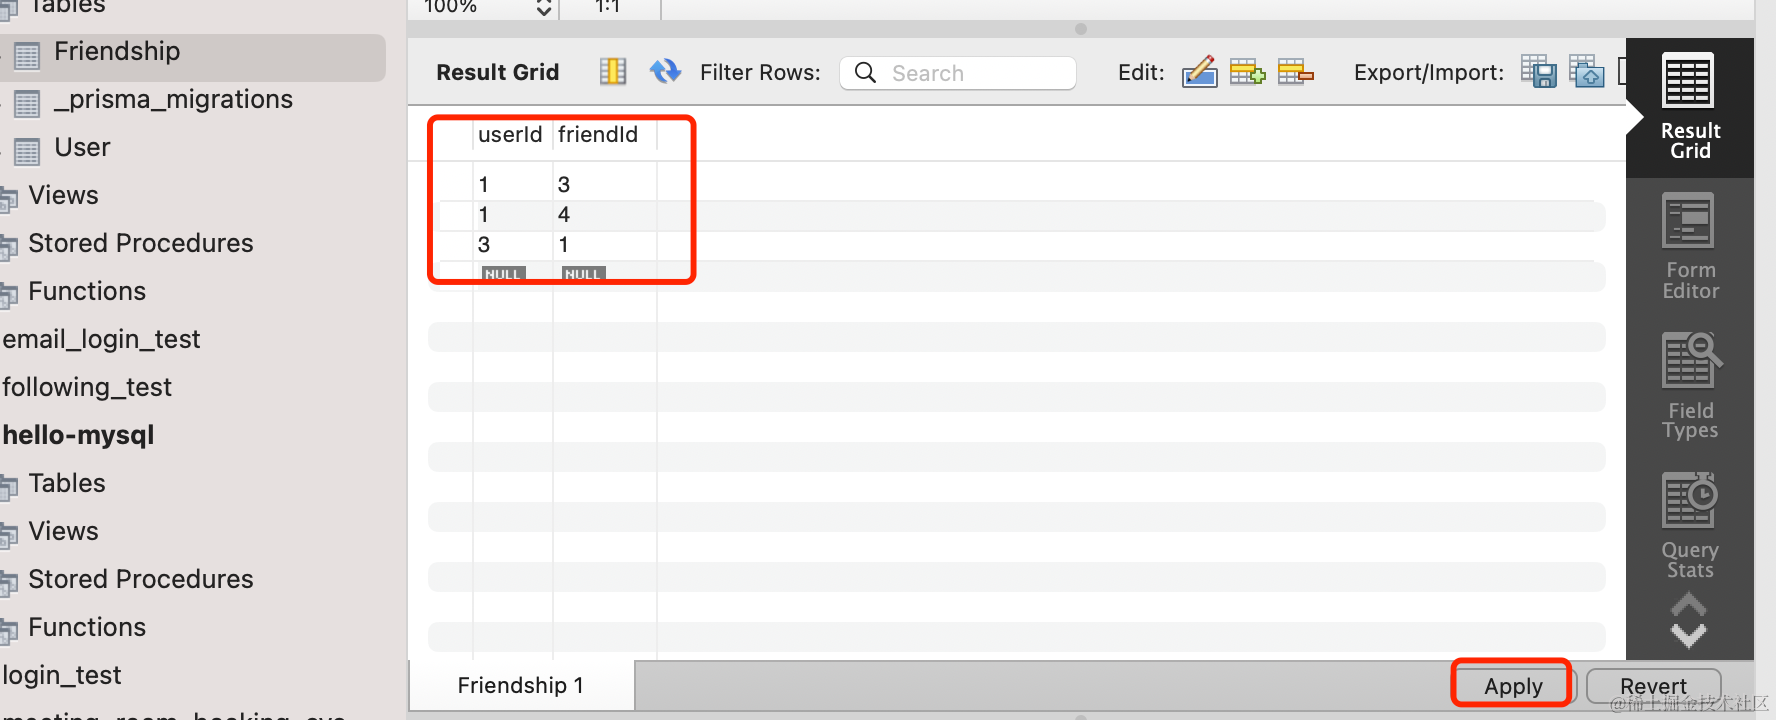 Tables
Friendship
_prisma_migrations
User
Views
Stored Procedures
Functions
email_login_test
following_test
hello-mysql
Tables
Views
Stored Procedures
Functions
login_test
meeting_room_booking_sys
100%
1:1
Result Grid
Filter Rows:
Search
Edit:
Export/Import:
userId friendId
1 3
1 4
3 1
NULL NULL
Result
Grid
Form
Editor
Field
Types
Query
Stats
Friendship 1
Apply
Revert
@稀土掘金技术社区